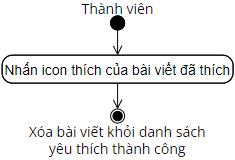 Thành viên
Nhấn icon thích của bài viết đã thích
Xóa bài viết khỏi danh sách
yêu thích thành công